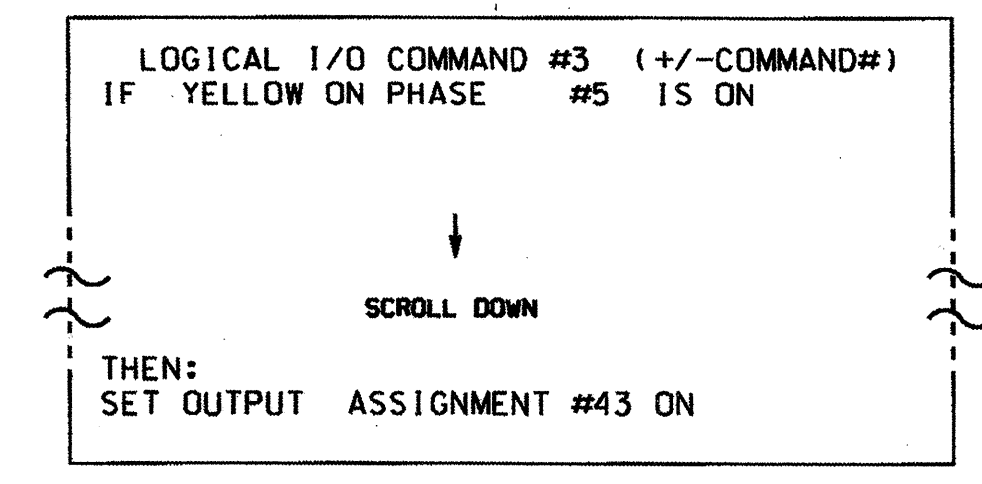 LOGICAL I/O COMMAND #3 (+/-COMMAND#)
IF YELLOW ON PHASE #5 IS ON
SCROLL DOWN
THEN:
SET OUTPUT ASSIGNMENT #43 ON